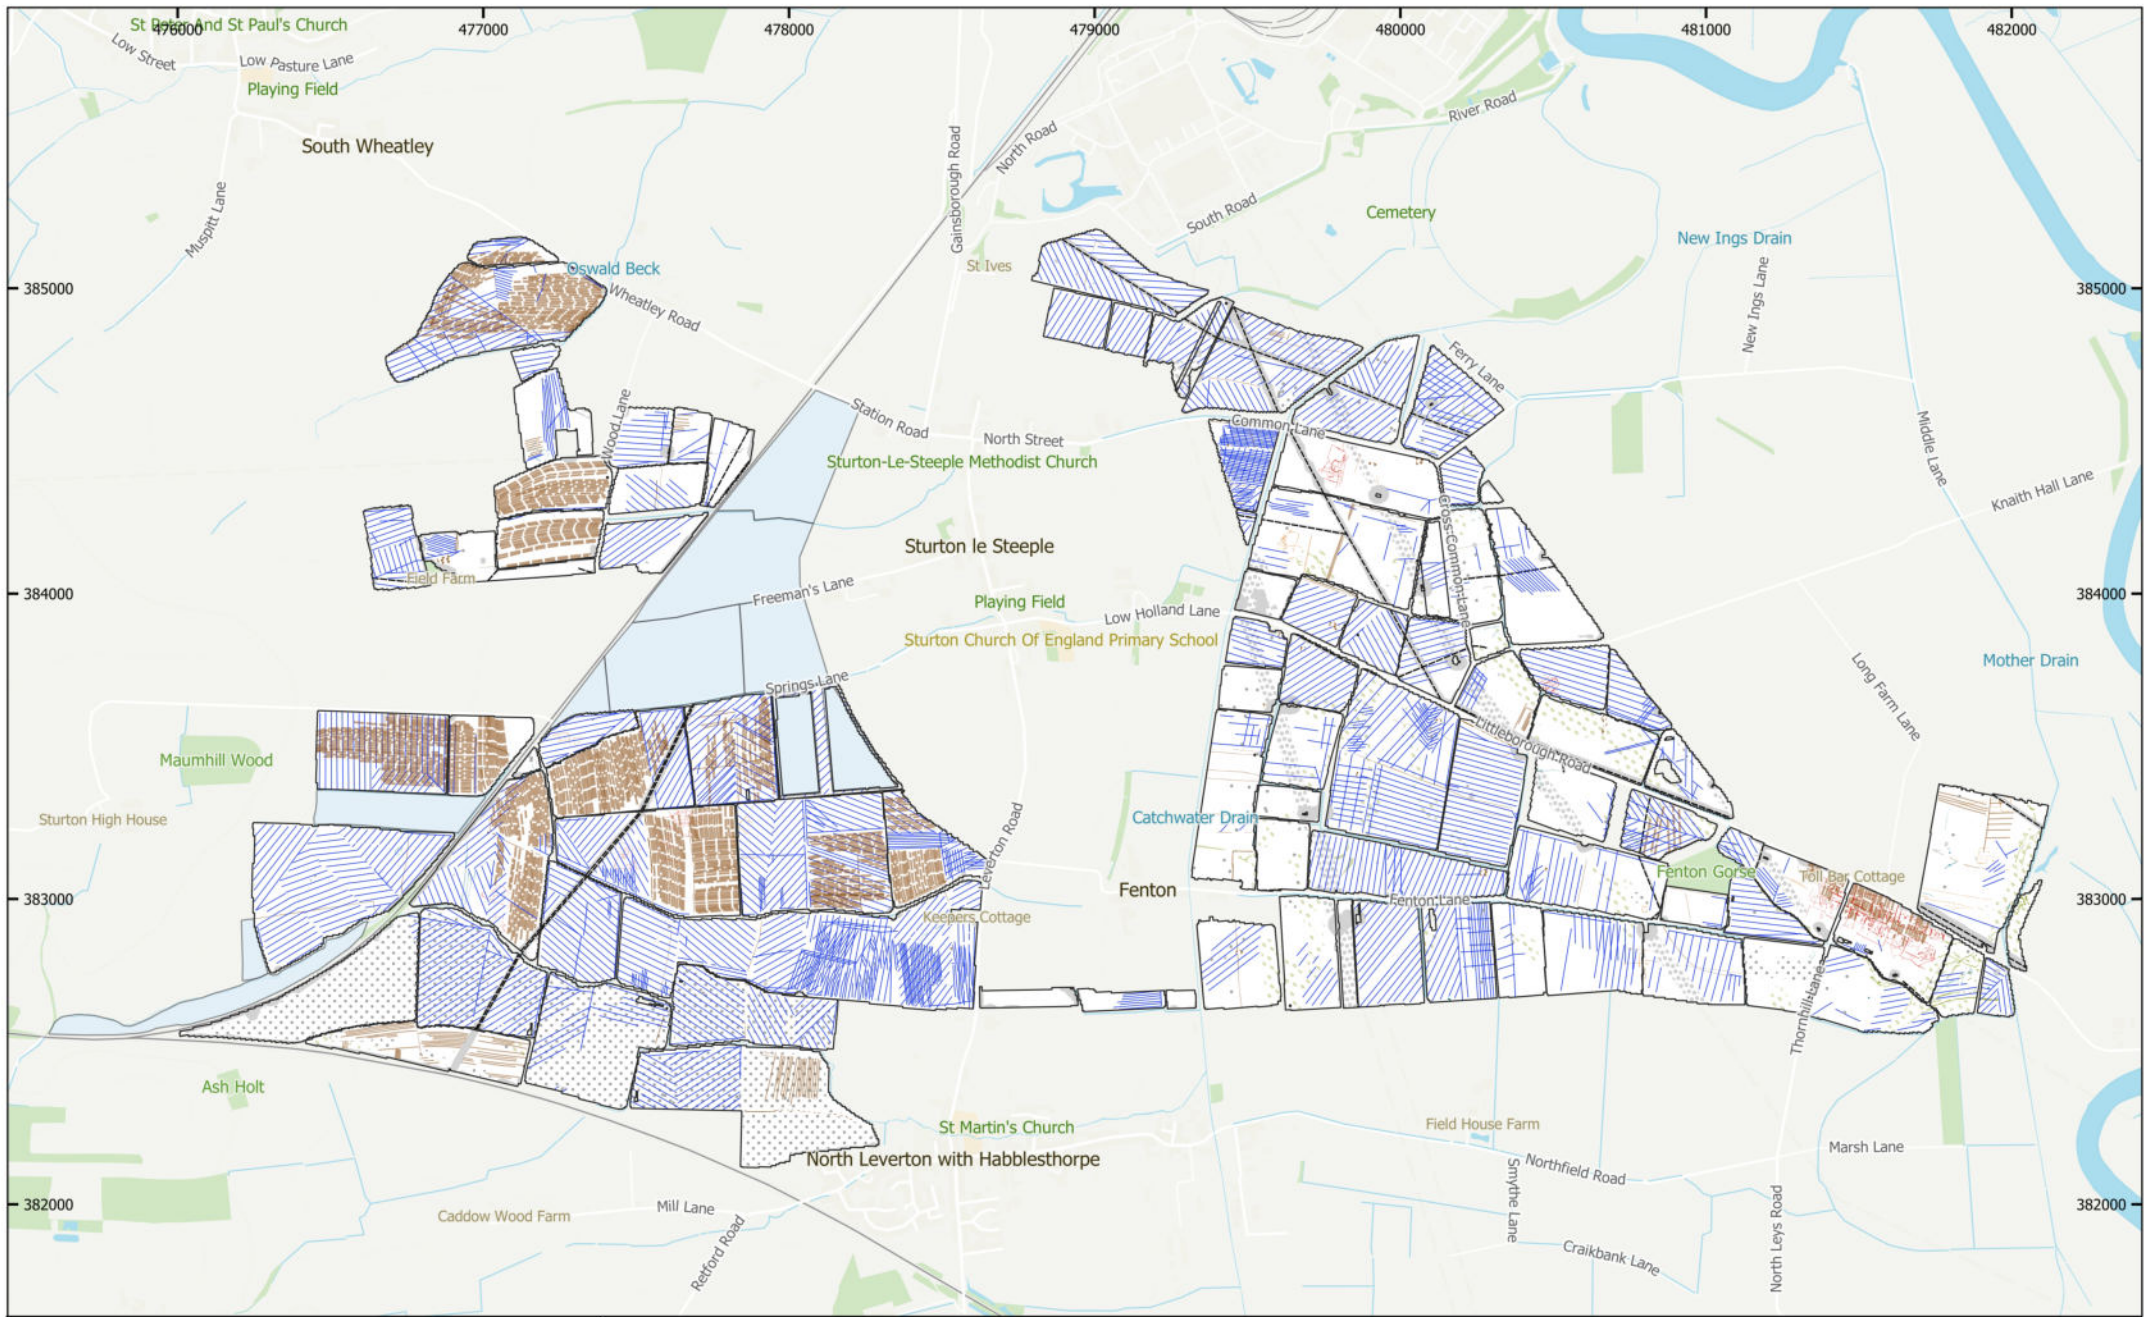 476000
477000
478000
479000
480000
481000
482000
St Peter And St Paul's Church
Low Street
Low Pasture Lane
Playing Field
South Wheatley
Muspitt Lane
Gainsborough Road
North Road
River Road
South Road
Cemetery
New Ings Drain
New Ings Lane
St Ives
Oswald Beck
Wheatley Road
385000
385000
Ferry Lane
Wood Lane
Station Road
North Street
Common Lane
Middle Lane
Sturton-Le-Steeple Methodist Church
Knaith Hall Lane
Cross Common Lane
Sturton le Steeple
Field Farm
384000
384000
Freeman's Lane
Playing Field
Low Holland Lane
Sturton Church Of England Primary School
Mother Drain
Long Farm Lane
Springs Lane
Littleborough Road
Maumhill Wood
Sturton High House
Catchwater Drain
Leverton Road
Fenton Gorse
Toll Bar Cottage
Fenton
383000
383000
Fenton Lane
Keepers Cottage
Thornhill Lane
Ash Holt
St Martin's Church
Field House Farm
North Leverton with Habblesthorpe
Northfield Road
Marsh Lane
382000
382000
Mill Lane
Caddow Wood Farm
Retford Road
Smythe Lane
Craikbank Lane
North Leys Road